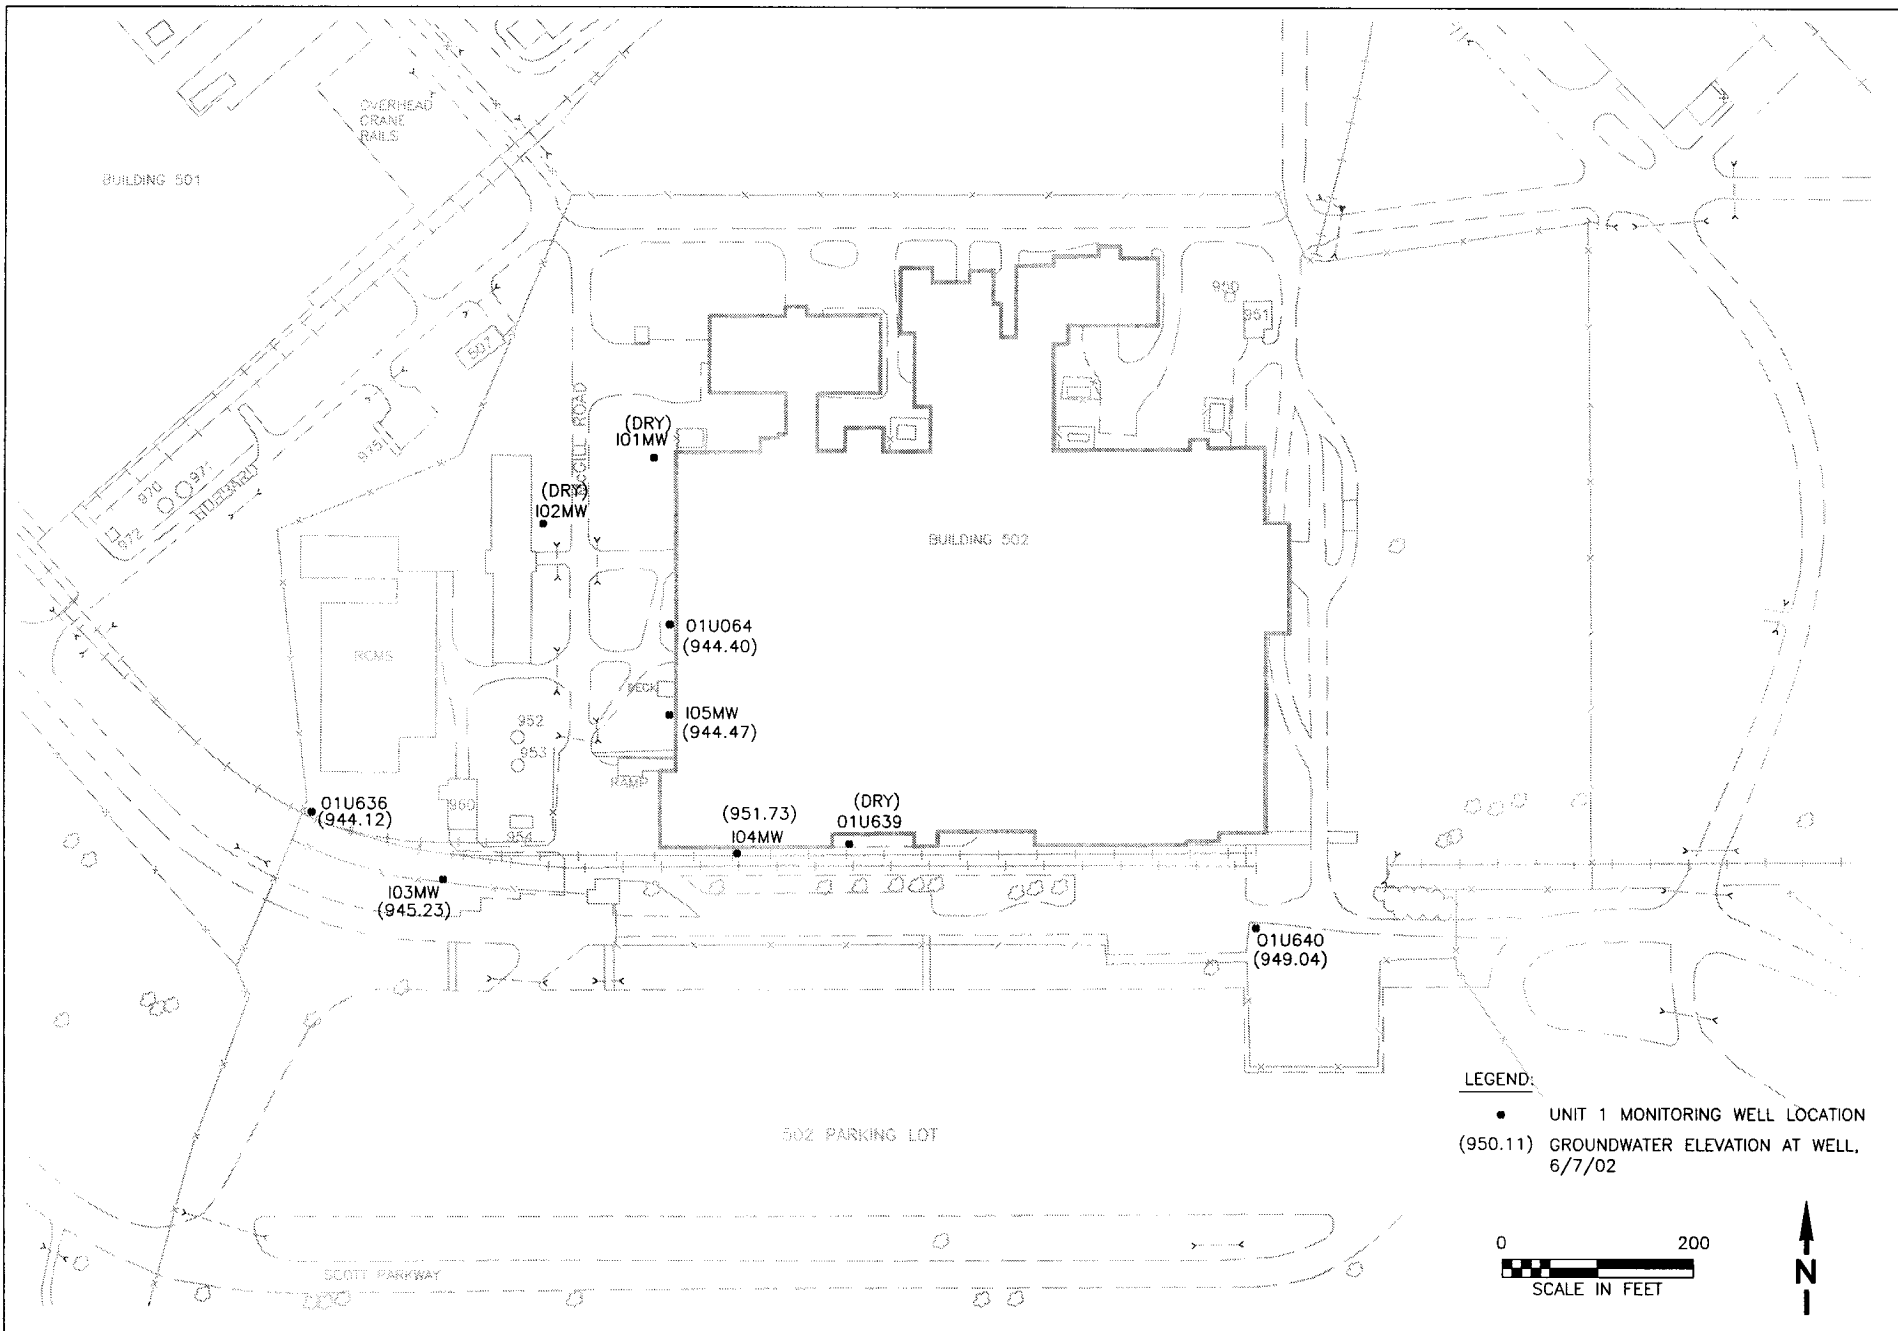 OVERHEAD
CRANE
RAILS
BUILDING 501
950
951
507
McGILL ROAD
(DRY)
101MW
975
970
971
972
(DRY)
102MW
BUILDING 502
01U064
(944.40)
RCMS
DECK
105MW
(944.47)
952
953
RAMP
960
954
01U636
(944.12)
(951.73)
104MW
(DRY)
01U639
103MW
(945.23)
01U640
(949.04)
502 PARKING LOT
SCOTT PARKWAY
LEGEND:
UNIT 1 MONITORING WELL LOCATION
(950.11) GROUNDWATER ELEVATION AT WELL,
6/7/02
0 200
SCALE IN FEET
N